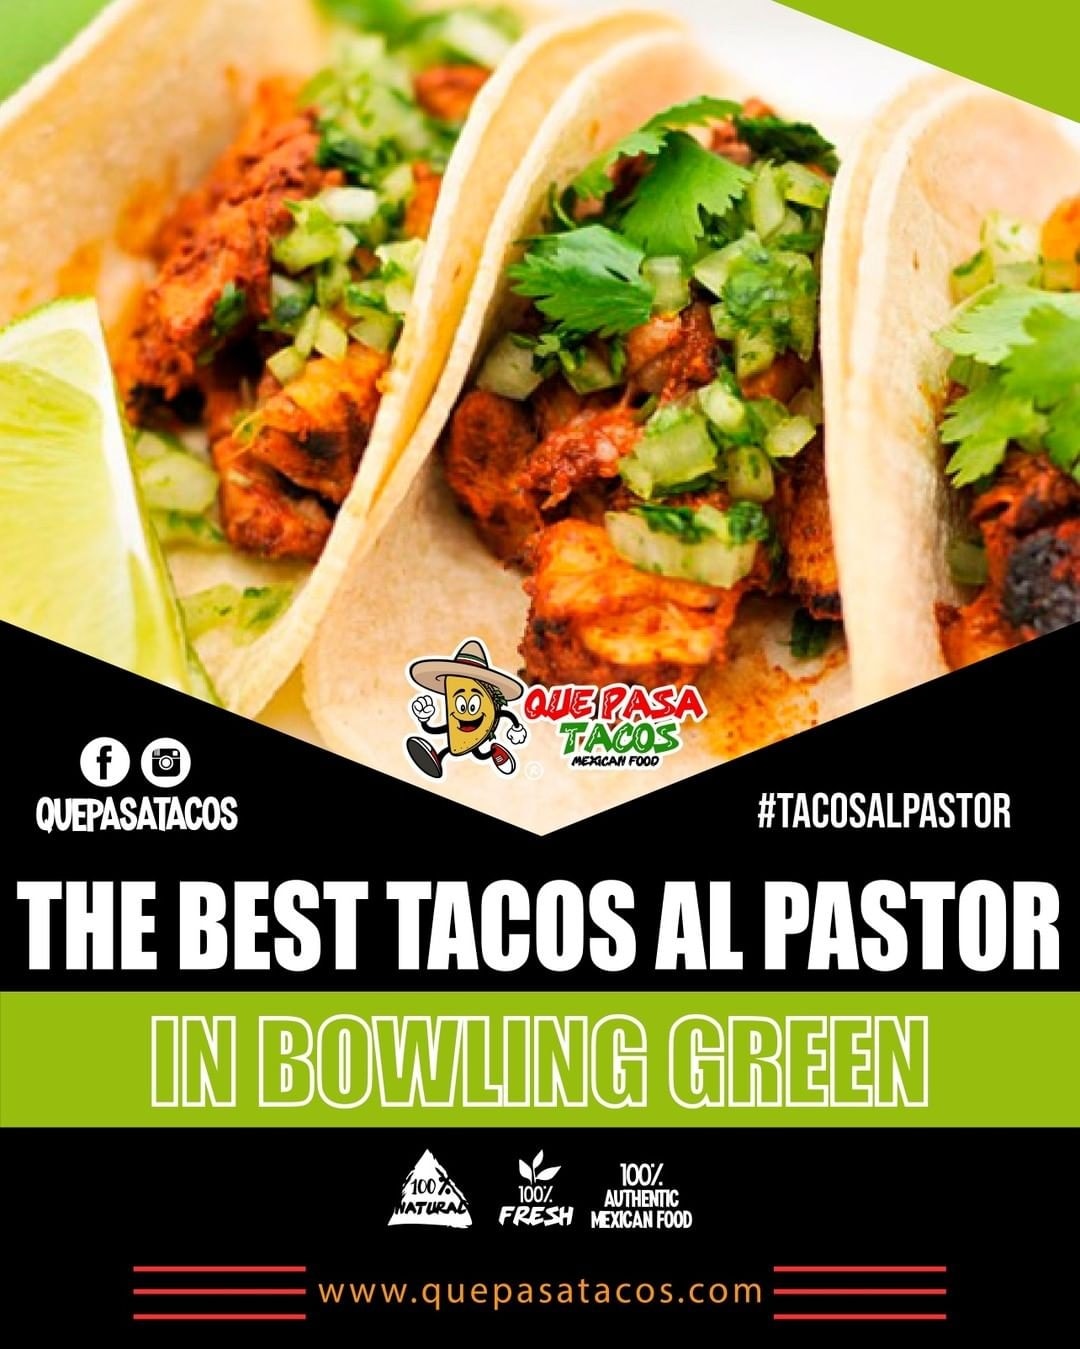 QUE PASA
TACOS
MEXICAN FOOD
®
f
QUEPASATACOS
#TACOSALPASTOR
THE BEST TACOS AL PASTOR
IN BOWLING GREEN
100%
NATURAL
100%
FRESH
100%
AUTHENTIC
MEXICAN FOOD
www.quepasatacos.com